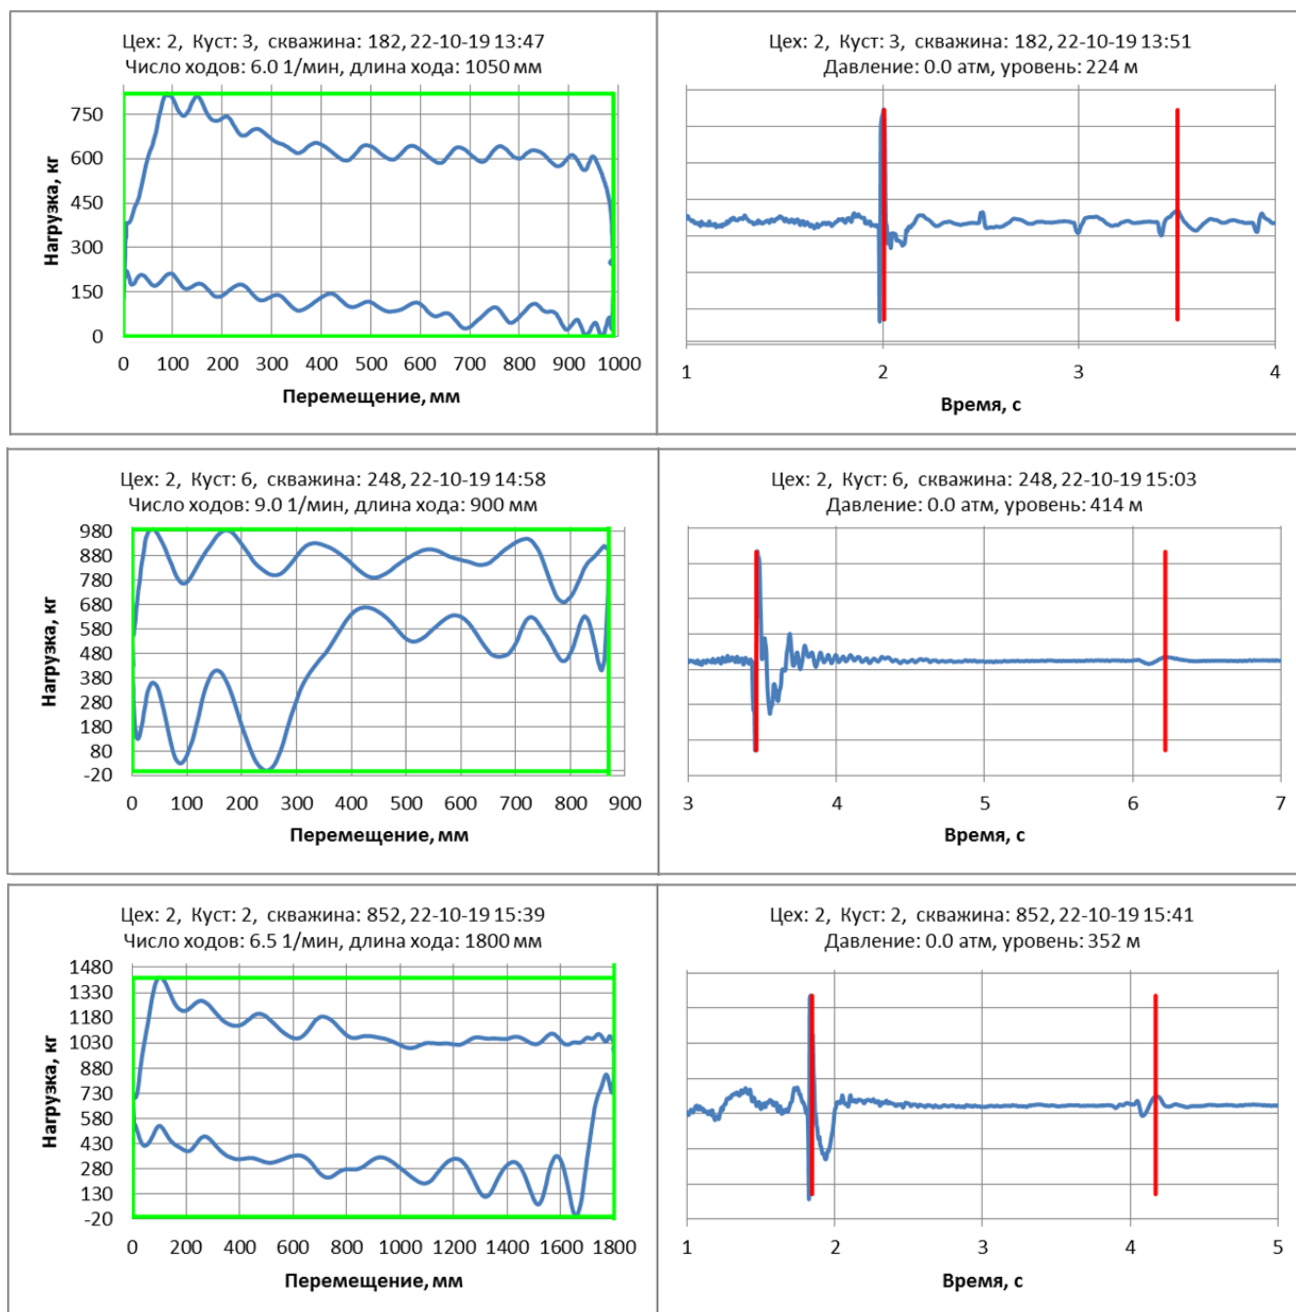 Цех: 2, Куст: 3, скважина: 182, 22-10-19 13:47
Число ходов: 6.0 1/мин, длина хода: 1050 мм
Нагрузка, кг
750
600
450
300
150
0
0 100 200 300 400 500 600 700 800 900 1000
Перемещение, мм
Цех: 2, Куст: 3, скважина: 182, 22-10-19 13:51
Давление: 0.0 атм, уровень: 224 м
1 2 3 4
Время, с
Цех: 2, Куст: 6, скважина: 248, 22-10-19 14:58
Число ходов: 9.0 1/мин, длина хода: 900 мм
Нагрузка, кг
980
880
780
680
580
480
380
280
180
80
-20
0 100 200 300 400 500 600 700 800 900
Перемещение, мм
Цех: 2, Куст: 6, скважина: 248, 22-10-19 15:03
Давление: 0.0 атм, уровень: 414 м
3 4 5 6 7
Время, с
Цех: 2, Куст: 2, скважина: 852, 22-10-19 15:39
Число ходов: 6.5 1/мин, длина хода: 1800 мм
Нагрузка, кг
1480
1330
1180
1030
880
730
580
430
280
130
-20
0 200 400 600 800 1000 1200 1400 1600 1800
Перемещение, мм
Цех: 2, Куст: 2, скважина: 852, 22-10-19 15:41
Давление: 0.0 атм, уровень: 352 м
1 2 3 4 5
Время, с